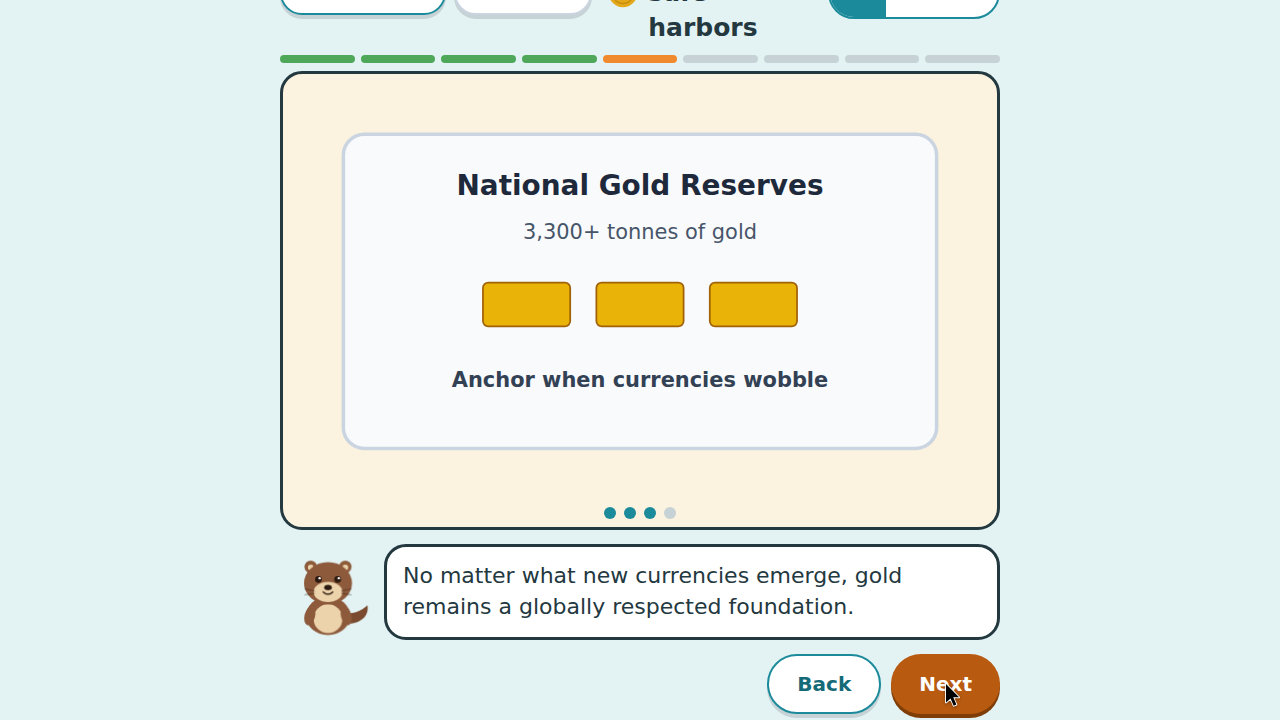 harbors
National Gold Reserves
3,300+ tonnes of gold
Anchor when currencies wobble
No matter what new currencies emerge, gold
remains a globally respected foundation.
Back
Next